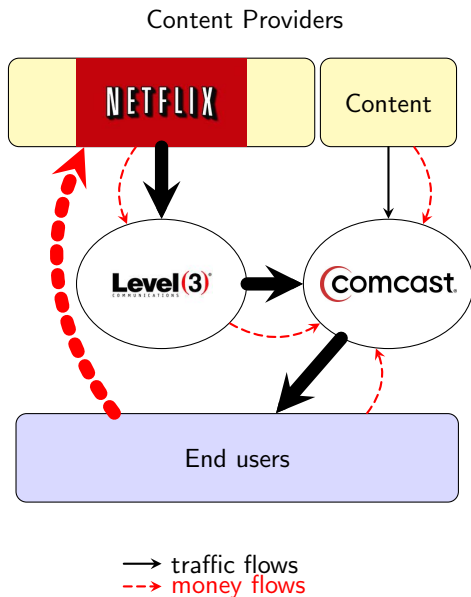 Content Providers
NETFLIX
Content
Level(3)®
COMMUNICATIONS
comcast®
End users
traffic flows
money flows